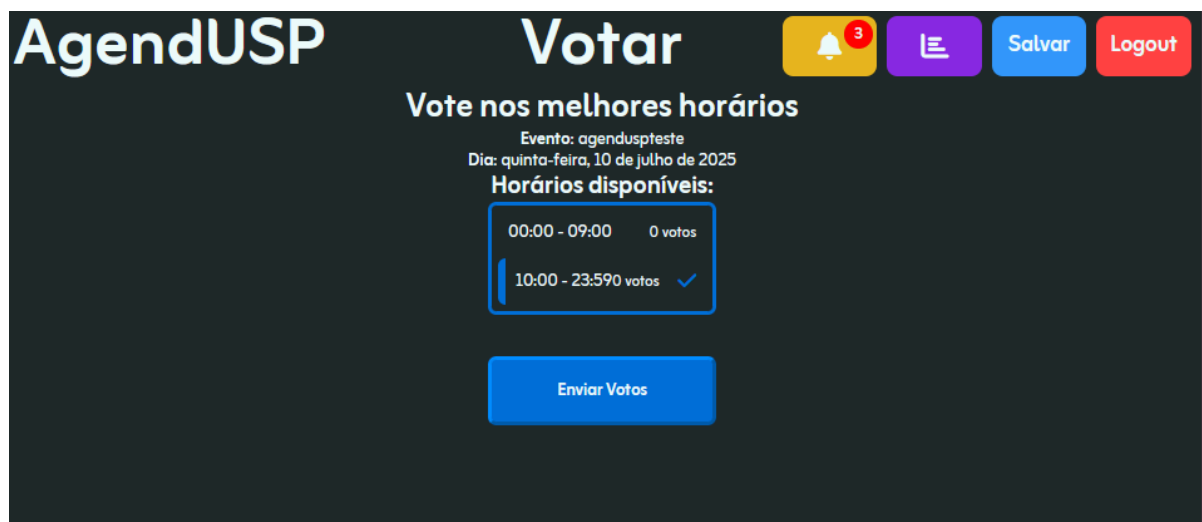 AgendUSP
Votar
3
Salvar
Logout
Vote nos melhores horários
Evento: agenduspteste
Dia: quinta-feira, 10 de julho de 2025
Horários disponíveis:
00:00 - 09:00 0 votos
10:00 - 23:590 votos
Enviar Votos